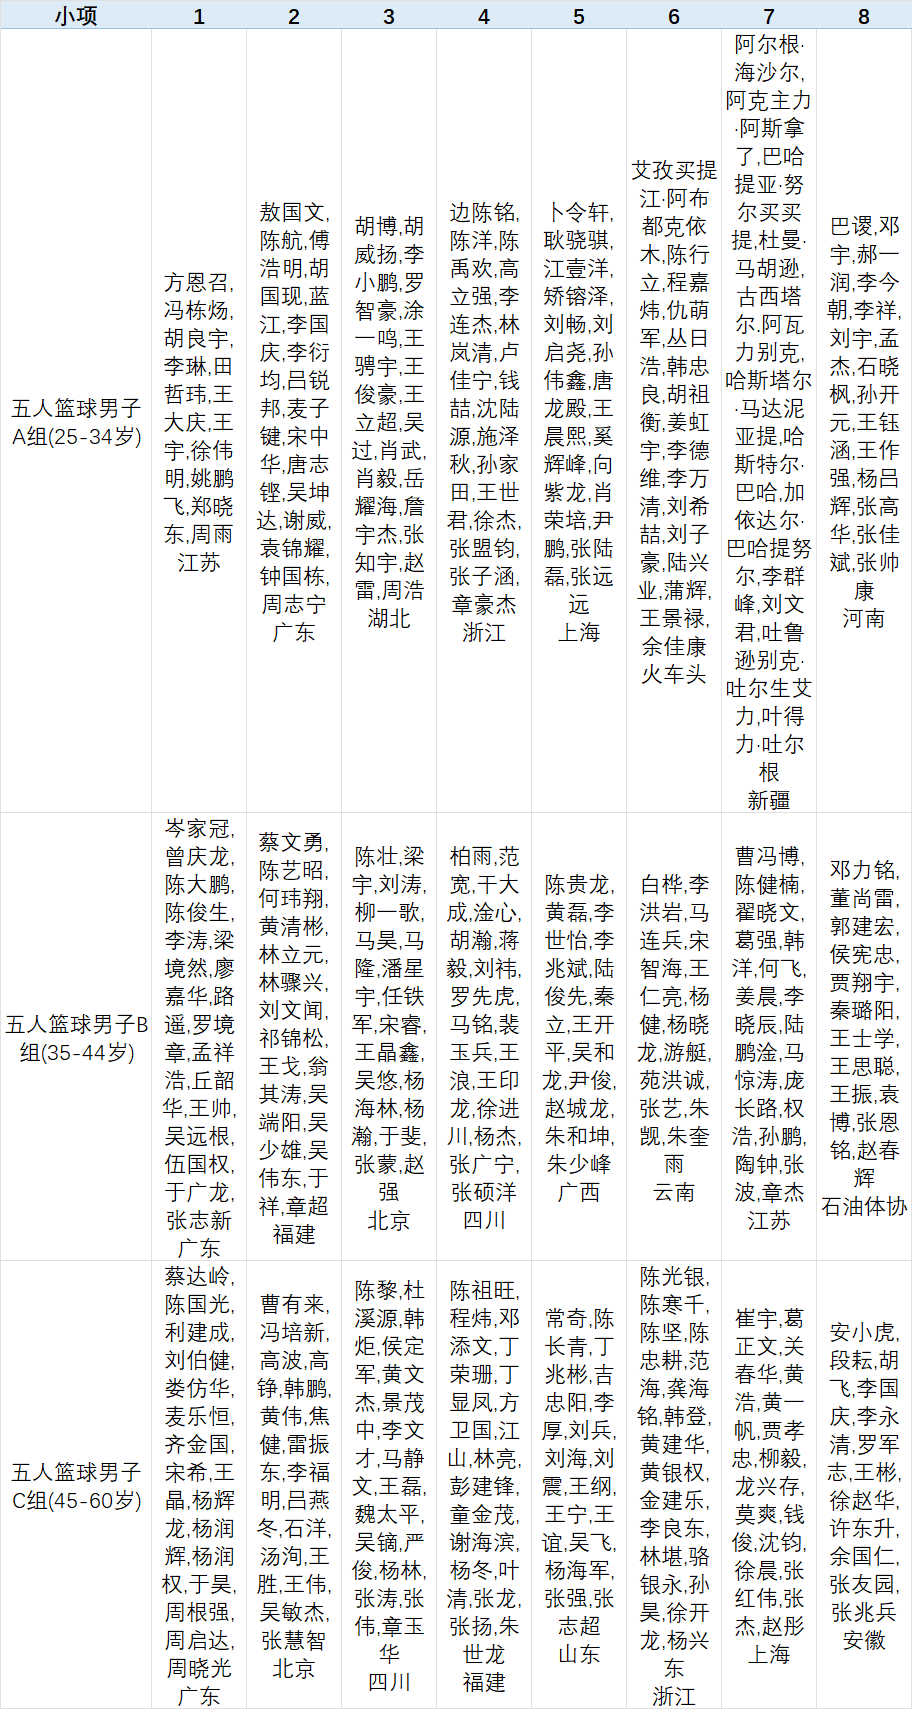 小项 1 2 3 4 5 6 7 8
五人篮球男子
A组(25-34岁)
方恩召,
冯栋炀,
胡良宇,
李琳,田
哲玮,王
大庆,王
宇,徐伟
明,姚鹏
飞,郑晓
东,周雨
江苏
敖国文,
陈航,傅
浩明,胡
国现,蓝
江,李国
庆,李衍
均,吕锐
邦,麦子
键,宋中
华,唐志
铿,吴坤
达,谢威,
袁锦耀,
钟国栋,
周志宁
广东
胡博,胡
威扬,李
小鹏,罗
智豪,涂
一鸣,王
骋宇,王
俊豪,王
立超,吴
过,肖武,
肖毅,岳
耀海,詹
宇杰,张
知宇,赵
雷,周浩
湖北
边陈铭,
陈洋,陈
禹欢,高
立强,李
连杰,林
岚清,卢
佳宁,钱
喆,沈陆
源,施泽
秋,孙家
田,王世
君,徐杰,
张盟钧,
张子涵,
章豪杰
浙江
卜令轩,
耿骁骐,
江壹洋,
矫镕泽,
刘畅,刘
启尧,孙
伟鑫,唐
龙殿,王
晨熙,奚
辉峰,向
紫龙,肖
荣培,尹
鹏,张陆
磊,张远
远
上海
艾孜买提
江·阿布
都克依
木,陈行
立,程嘉
炜,仇萌
军,丛日
浩,韩忠
良,胡祖
衡,姜虹
宇,李德
维,李万
清,刘希
喆,刘子
豪,陆兴
业,蒲辉,
王景禄,
余佳康
火车头
阿尔根·
海沙尔,
阿克主力
·阿斯拿
了,巴哈
提亚·努
尔买买
提,杜曼·
马胡逊,
古西塔
尔.阿瓦
力别克,
哈斯塔尔
·马达泥
亚提,哈
斯特尔·
巴哈,加
依达尔·
巴哈提努
尔,李群
峰,刘文
君,吐鲁
逊别克·
吐尔生艾
力,叶得
力·吐尔
根
新疆
巴谡,邓
宇,郝一
润,李今
朝,李祥,
刘宇,孟
杰,石晓
枫,孙开
元,王钰
涵,王作
强,杨吕
辉,张高
华,张佳
斌,张帅
康
河南
五人篮球男子B
组(35-44岁)
岑家冠,
曾庆龙,
陈大鹏,
陈俊生,
李涛,梁
境然,廖
嘉华,路
遥,罗境
章,孟祥
浩,丘韶
华,王帅,
吴远根,
伍国权,
于广龙,
张志新
广东
蔡文勇,
陈艺昭,
何玮翔,
黄清彬,
林立元,
林骤兴,
刘文闻,
祁锦松,
王戈,翁
其涛,吴
端阳,吴
少雄,吴
伟东,于
祥,章超
福建
陈壮,梁
宇,刘涛,
柳一歌,
马昊,马
隆,潘星
宇,任铁
军,宋睿,
王晶鑫,
吴悠,杨
海林,杨
瀚,于斐,
张蒙,赵
强
北京
柏雨,范
宽,干大
成,淦心,
胡瀚,蒋
毅,刘祎,
罗先虎,
马铭,裴
玉兵,王
浪,王印
龙,徐进
川,杨杰,
张广宁,
张硕洋
四川
陈贵龙,
黄磊,李
世怡,李
兆斌,陆
俊先,秦
立,王开
平,吴和
龙,尹俊,
赵城龙,
朱和坤,
朱少峰
广西
白桦,李
洪岩,马
连兵,宋
智海,王
仁亮,杨
健,杨晓
龙,游艇,
苑洪诚,
张艺,朱
觊,朱奎
雨
云南
曹冯博,
陈健楠,
翟晓文,
葛强,韩
洋,何飞,
姜晨,李
晓辰,陆
鹏淦,马
惊涛,庞
长路,权
浩,孙鹏,
陶钟,张
波,章杰
江苏
邓力铭,
董尚雷,
郭建宏,
侯宪忠,
贾翔宇,
秦璐阳,
王士学,
王思聪,
王振,袁
博,张恩
铭,赵春
辉
石油体协
五人篮球男子
C组(45-60岁)
蔡达岭,
陈国光,
利建成,
刘伯健,
娄仿华,
麦乐恒,
齐金国,
宋希,王
晶,杨辉
龙,杨润
辉,杨润
权,于昊,
周根强,
周启达,
周晓光
广东
曹有来,
冯培新,
高波,高
铮,韩鹏,
黄伟,焦
健,雷振
东,李福
明,吕燕
冬,石洋,
汤洵,王
胜,王伟,
吴敏杰,
张慧智
北京
陈黎,杜
溪源,韩
炬,侯定
军,黄文
杰,景茂
中,李文
才,马静
文,王磊,
魏太平,
吴镝,严
俊,杨林,
张涛,张
伟,章玉
华
四川
陈祖旺,
程炜,邓
添文,丁
荣珊,丁
显凤,方
卫国,江
山,林亮,
彭建锋,
童金茂,
谢海滨,
杨冬,叶
清,张龙,
张扬,朱
世龙
福建
常奇,陈
长青,丁
兆彬,吉
忠阳,李
厚,刘兵,
刘海,刘
震,王纲,
王宁,王
谊,吴飞,
杨海军,
张强,张
志超
山东
陈光银,
陈寒千,
陈坚,陈
忠耕,范
海,龚海
铭,韩登,
黄建华,
黄银权,
金建乐,
李良东,
林堪,骆
银永,孙
昊,徐开
龙,杨兴
东
浙江
崔宇,葛
正文,关
春华,黄
浩,黄一
帆,贾孝
忠,柳毅,
龙兴存,
莫爽,钱
俊,沈钧,
徐晨,张
红伟,张
杰,赵彤
上海
安小虎,
段耘,胡
飞,李国
庆,李永
清,罗军
志,王彬,
徐赵华,
许东升,
余国仁,
张友园,
张兆兵
安徽